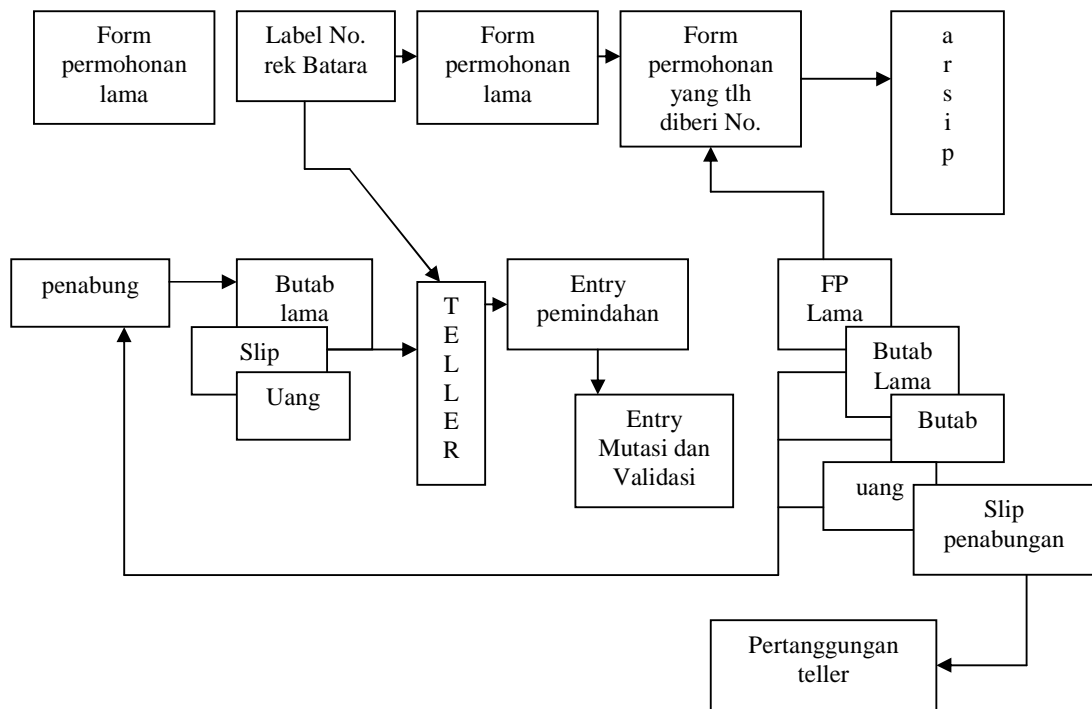 Form
permohonan
lama
Label No.
rek Batara
Form
permohonan
lama
Form
permohonan
yang tlh
diberi No.
a
r
s
i
p
penabung
Butab
lama
Slip
Uang
T
E
L
L
E
R
Entry
pemindahan
Entry
Mutasi dan
Validasi
FP
Lama
Butab
Lama
Butab
uang
Slip
penabungan
Pertanggungan
teller